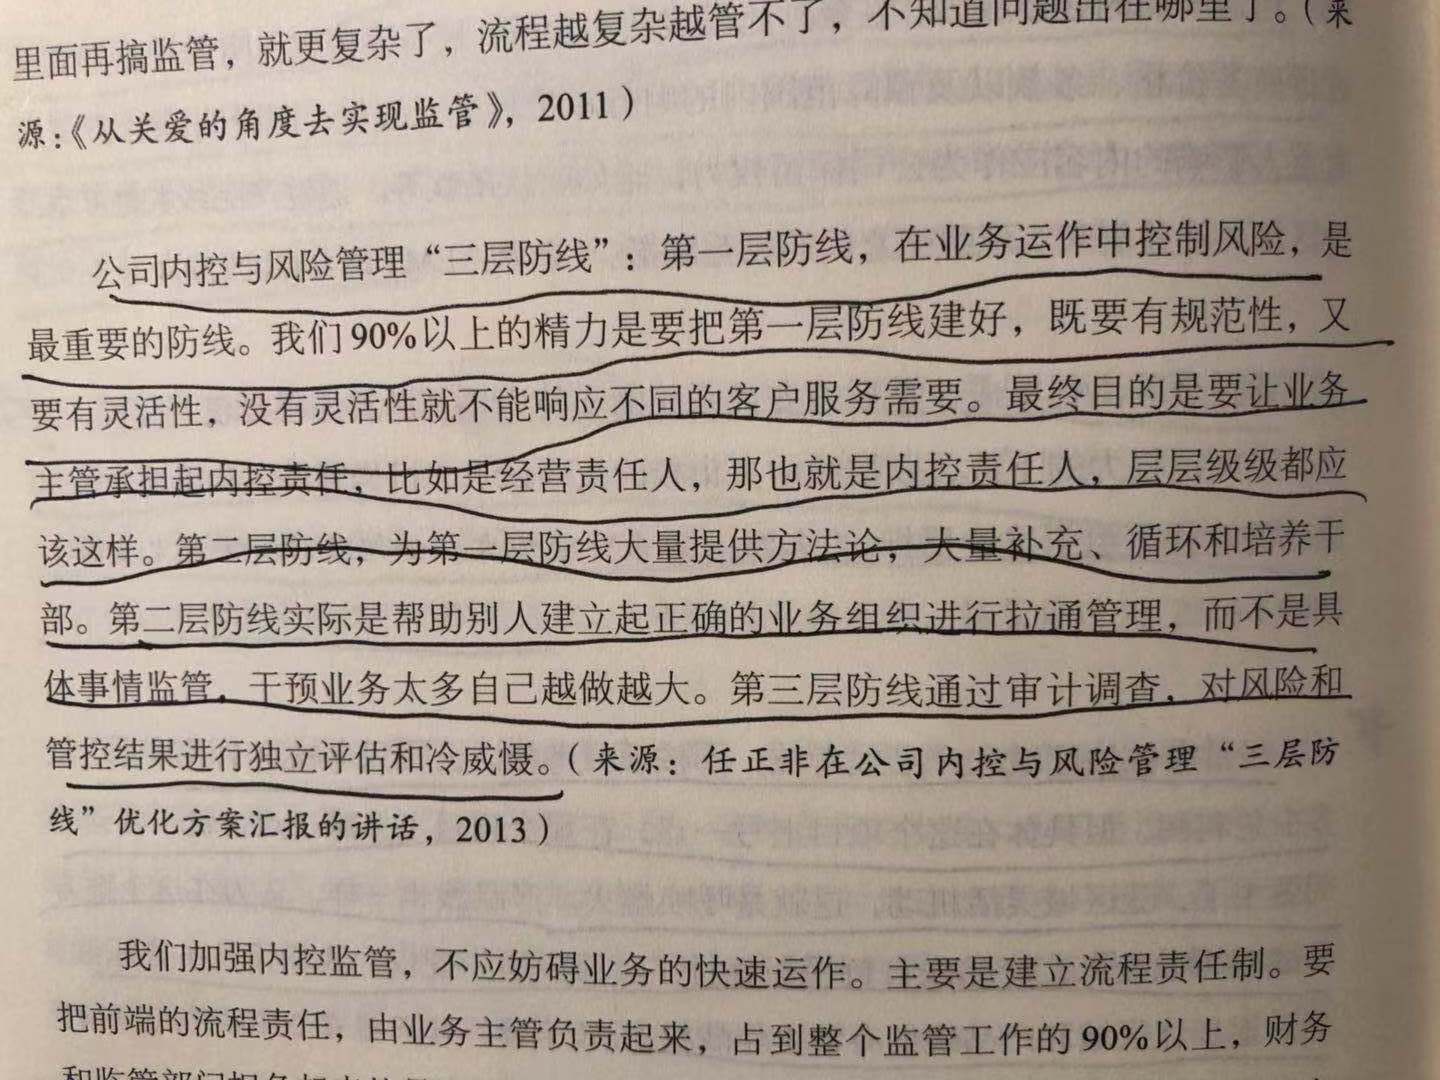 里面再搞监管，就更复杂了，流程越复杂越管不了，不知道问题出在哪里了。（来
源：《从关爱的角度去实现监管》，2011）
公司内控与风险管理“三层防线”：第一层防线，在业务运作中控制风险，是
最重要的防线。我们90%以上的精力是要把第一层防线建好，既要有规范性，又
要有灵活性，没有灵活性就不能响应不同的客户服务需要。最终目的是要让业务
主管承担起内控责任，比如是经营责任人，那也就是内控责任人，层层级级都应
该这样。第二层防线，为第一层防线大量提供方法论，大量补充、循环和培养干
部。第二层防线实际是帮助别人建立起正确的业务组织进行拉通管理，而不是具
体事情监管，干预业务太多自己越做越大。第三层防线通过审计调查，对风险和
管控结果进行独立评估和冷威慑。（来源：任正非在公司内控与风险管理“三层防
线”优化方案汇报的讲话，2013）
我们加强内控监管，不应妨碍业务的快速运作。主要是建立流程责任制。要
把前端的流程责任，由业务主管负责起来，占到整个监管工作的90%以上，财务
和监管部门